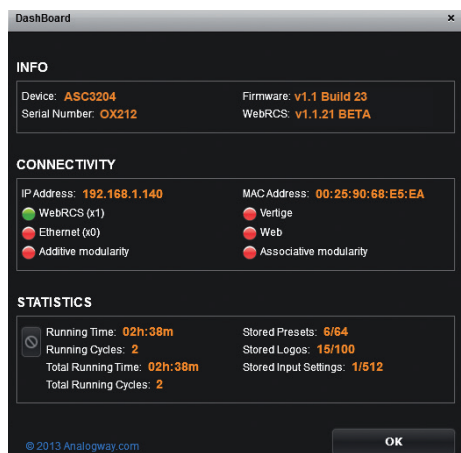 DashBoard
x
INFO
Device: ASC3204
Firmware: v1.1 Build 23
Serial Number: OX212
WebRCS: v1.1.21 BETA
CONNECTIVITY
IP Address: 192.168.1.140
MAC Address: 00:25:90:68:E5:EA
WebRCS (x1)
Vertige
Ethernet (x0)
Web
Additive modularity
Associative modularity
STATISTICS
Running Time: 02h:38m
Stored Presets: 6/64
Running Cycles: 2
Stored Logos: 15/100
Total Running Time: 02h:38m
Stored Input Settings: 1/512
Total Running Cycles: 2
© 2013 Analogway.com
OK